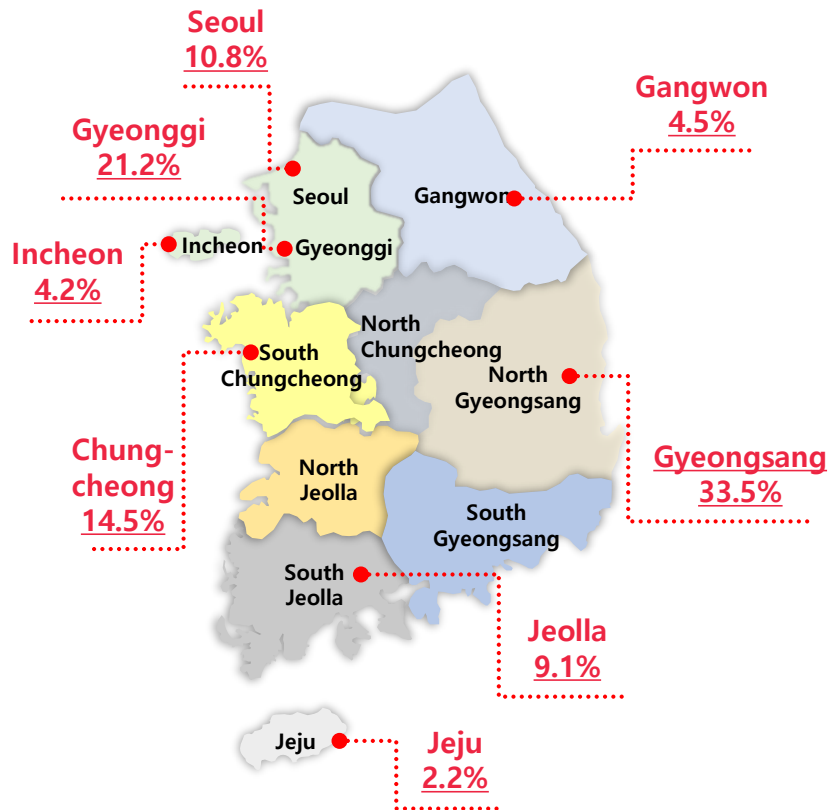 Seoul
10.8%
Gangwon
4.5%
Gyeonggi
21.2%
Seoul
Gangwon
Incheon
Gyeonggi
Incheon
4.2%
North
Chungcheong
South
Chungcheong
North
Gyeongsang
Chung-
cheong
14.5%
Gyeongsang
33.5%
North
Jeolla
South
Gyeongsang
South
Jeolla
Jeolla
9.1%
Jeju
Jeju
2.2%